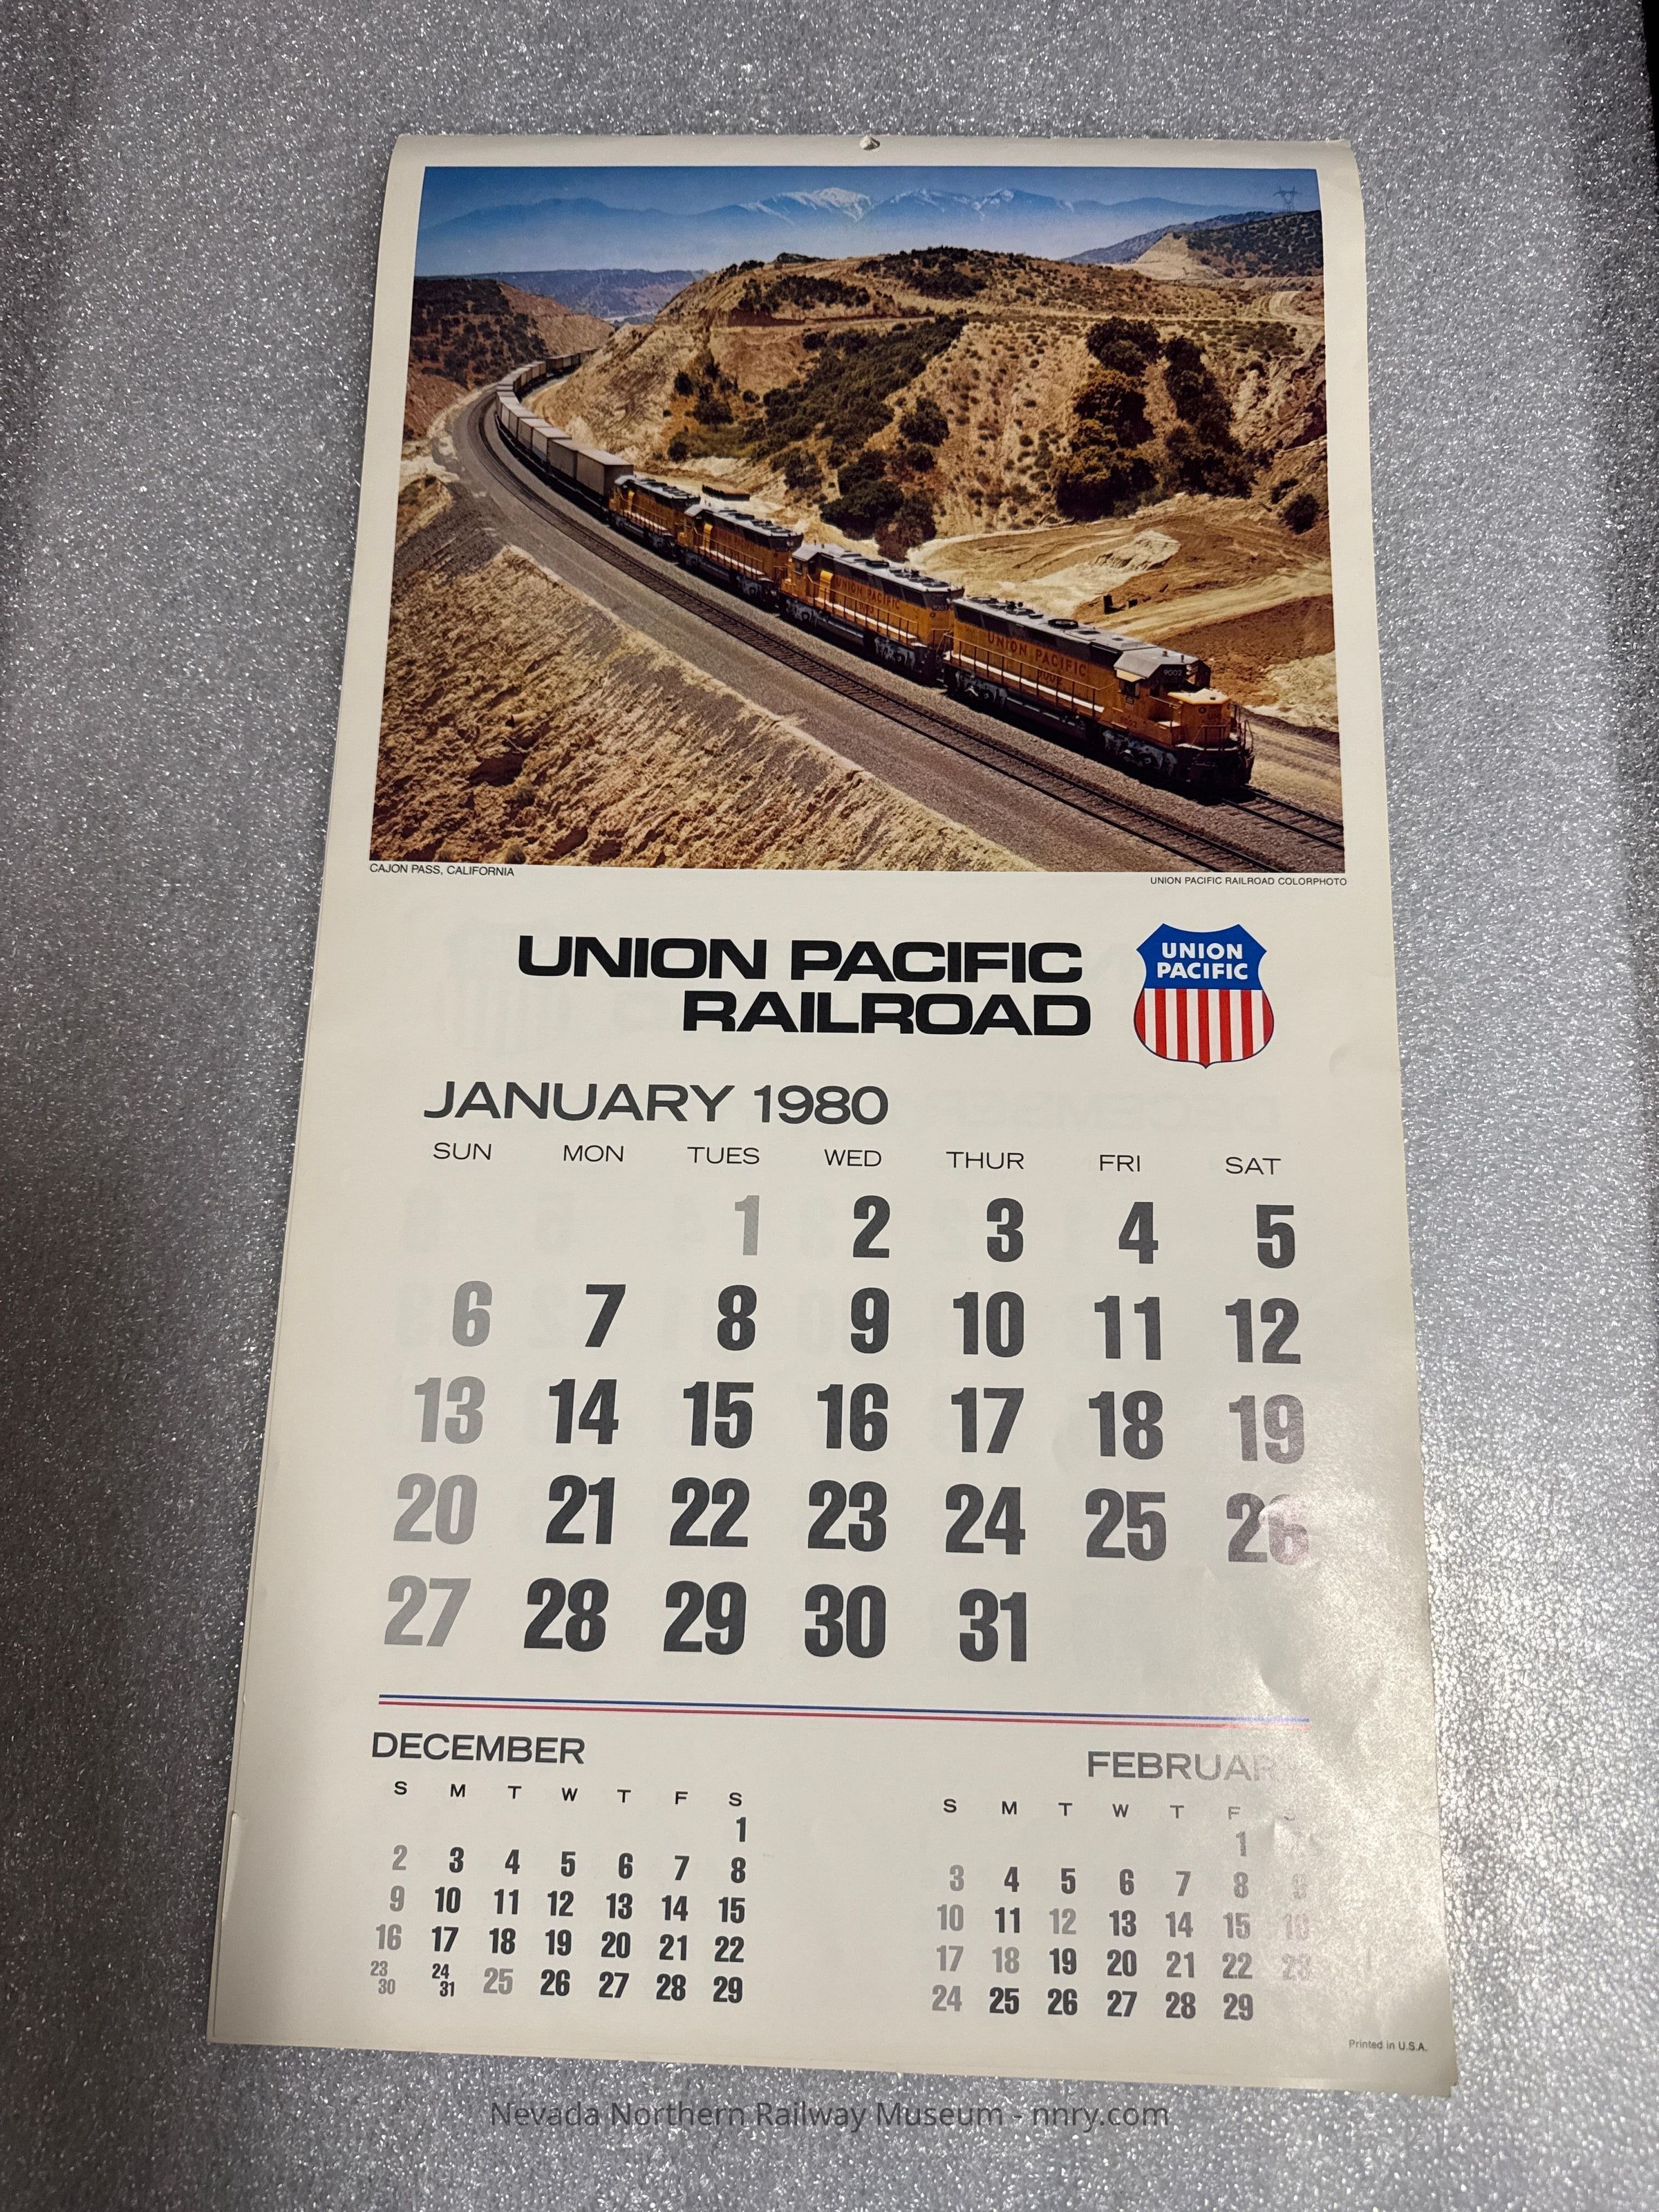 UNION PACIFIC
9002
CAJON PASS, CALIFORNIA
UNION PACIFIC RAILROAD COLORPHOTO
UNION PACIFIC
RAILROAD
UNION
PACIFIC
JANUARY 1980
SUN MON TUES WED THUR FRI SAT
1 2 3 4 5
6 7 8 9 10 11 12
13 14 15 16 17 18 19
20 21 22 23 24 25 26
27 28 29 30 31
DECEMBER
S M T W T F S
1
2 3 4 5 6 7 8
9 10 11 12 13 14 15
16 17 18 19 20 21 22
23 24 25 26 27 28 29
30 31
FEBRUARY
S M T W T F
1
3 4 5 6 7 8
10 11 12 13 14 15
17 18 19 20 21 22 23
24 25 26 27 28 29
Printed in U.S.A.
Nevada Northern Railway Museum - nnry.com